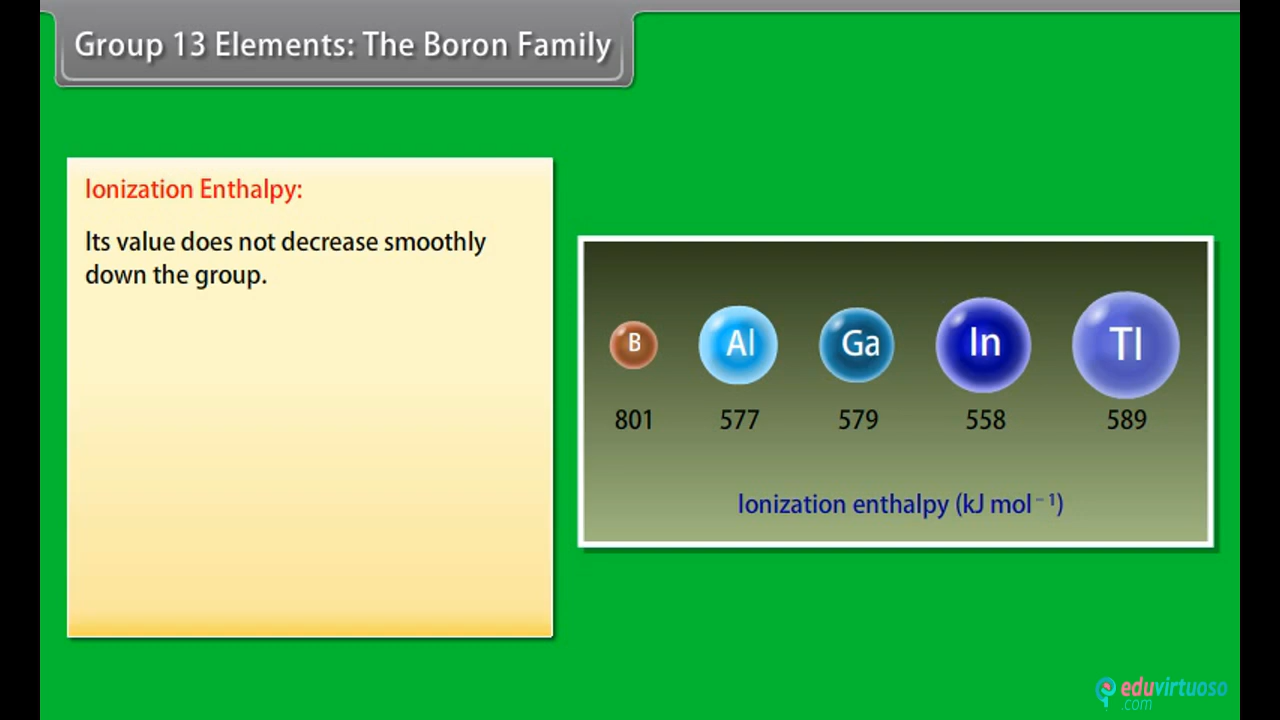 Group 13 Elements: The Boron Family
Ionization Enthalpy:
Its value does not decrease smoothly
down the group.
B Al Ga In Tl
801 577 579 558 589
Ionization enthalpy (kJ mol⁻¹)
eduvirtuoso
.com